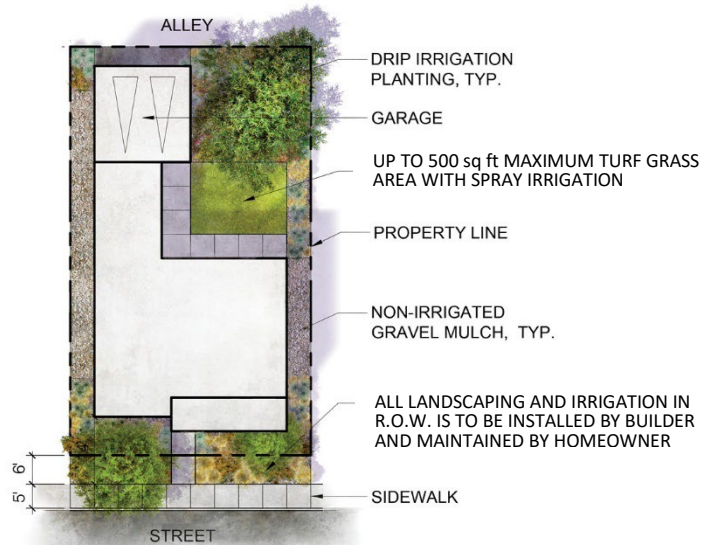 ALLEY
DRIP IRRIGATION
PLANTING, TYP.
GARAGE
UP TO 500 sq ft MAXIMUM TURF GRASS
AREA WITH SPRAY IRRIGATION
PROPERTY LINE
NON-IRRIGATED
GRAVEL MULCH, TYP.
ALL LANDSCAPING AND IRRIGATION IN
R.O.W. IS TO BE INSTALLED BY BUILDER
AND MAINTAINED BY HOMEOWNER
6'
5'
SIDEWALK
STREET